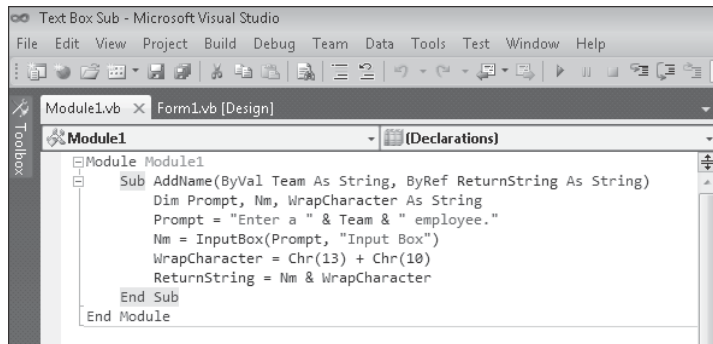 Text Box Sub - Microsoft Visual Studio
File Edit View Project Build Debug Team Data Tools Test Window Help
Module1.vb Form1.vb [Design]
Toolbox
Module1 (Declarations)
Module Module1
Sub AddName(ByVal Team As String, ByRef ReturnString As String)
Dim Prompt, Nm, WrapCharacter As String
Prompt = "Enter a " & Team & " employee."
Nm = InputBox(Prompt, "Input Box")
WrapCharacter = Chr(13) + Chr(10)
ReturnString = Nm & WrapCharacter
End Sub
End Module